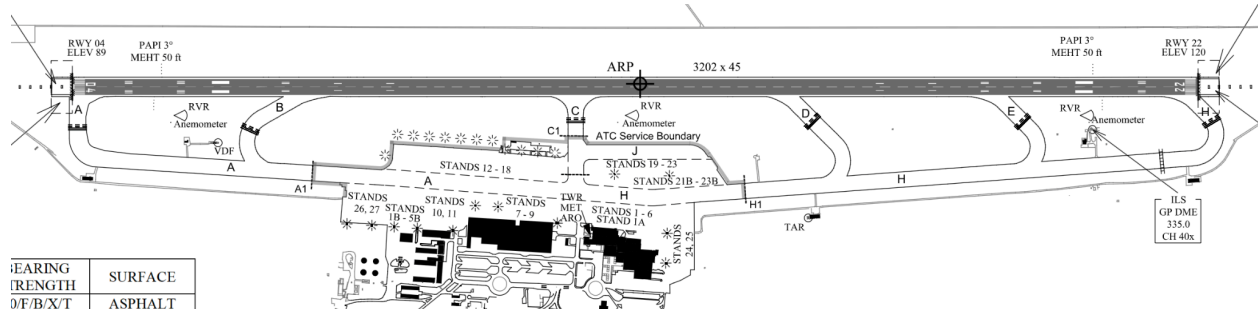 RWY 04
ELEV 89
PAPI 3°
MEHT 50 ft
ARP
3202 x 45
PAPI 3°
MEHT 50 ft
RWY 22
ELEV 120
04
22
A
B
C
D
E
H
RVR
Anemometer
VDF
C1
RVR
Anemometer
ATC Service Boundary
RVR
Anemometer
J
STANDS 12 - 18
STANDS 19 - 23
STANDS 21B - 23B
A
A1
A
H
H
H1
STANDS
26, 27
STANDS
1B - 5B
STANDS
10, 11
STANDS
7 - 9
TWR
MET
ARO
STANDS 1 - 6
STAND 1A
STANDS
24, 25
TAR
ILS
GP DME
335.0
CH 40x
BEARING
TRENGTH
SURFACE
0/F/B/X/T
ASPHALT